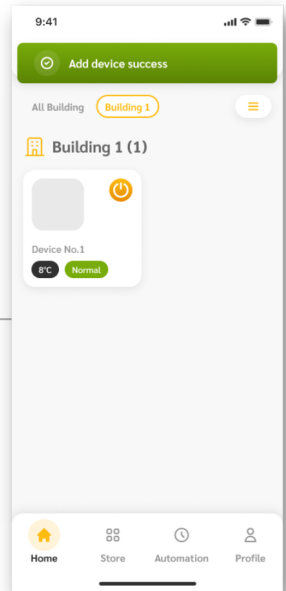 9:41
Add device success
All Building
Building 1
Building 1 (1)
Device No.1
8°C
Normal
Home
Store
Automation
Profile